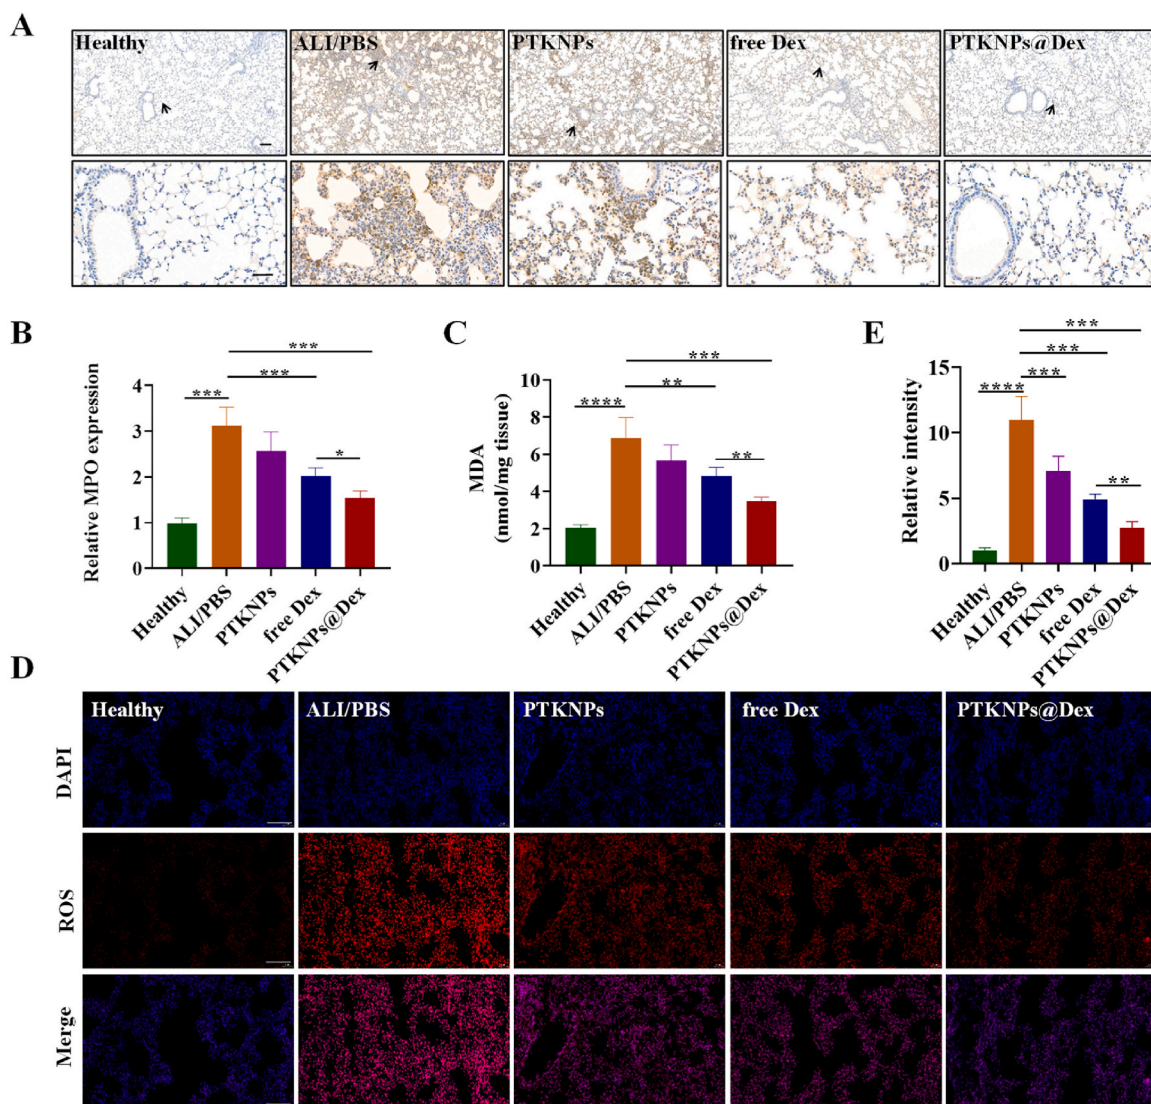 A
Healthy
ALI/PBS
PTKNPs
free Dex
PTKNPs@Dex
B
C
E
Relative MPO expression
4
3
2
1
0
***
***
***
*
Healthy
ALI/PBS
PTKNPs
free Dex
PTKNPs@Dex
MDA
(nmol/mg tissue)
10
8
6
4
2
0
***
**
****
**
Healthy
ALI/PBS
PTKNPs
free Dex
PTKNPs@Dex
Relative intensity
15
10
5
0
***
***
***
****
**
Healthy
ALI/PBS
PTKNPs
free Dex
PTKNPs@Dex
D
Healthy
ALI/PBS
PTKNPs
free Dex
PTKNPs@Dex
DAPI
ROS
Merge